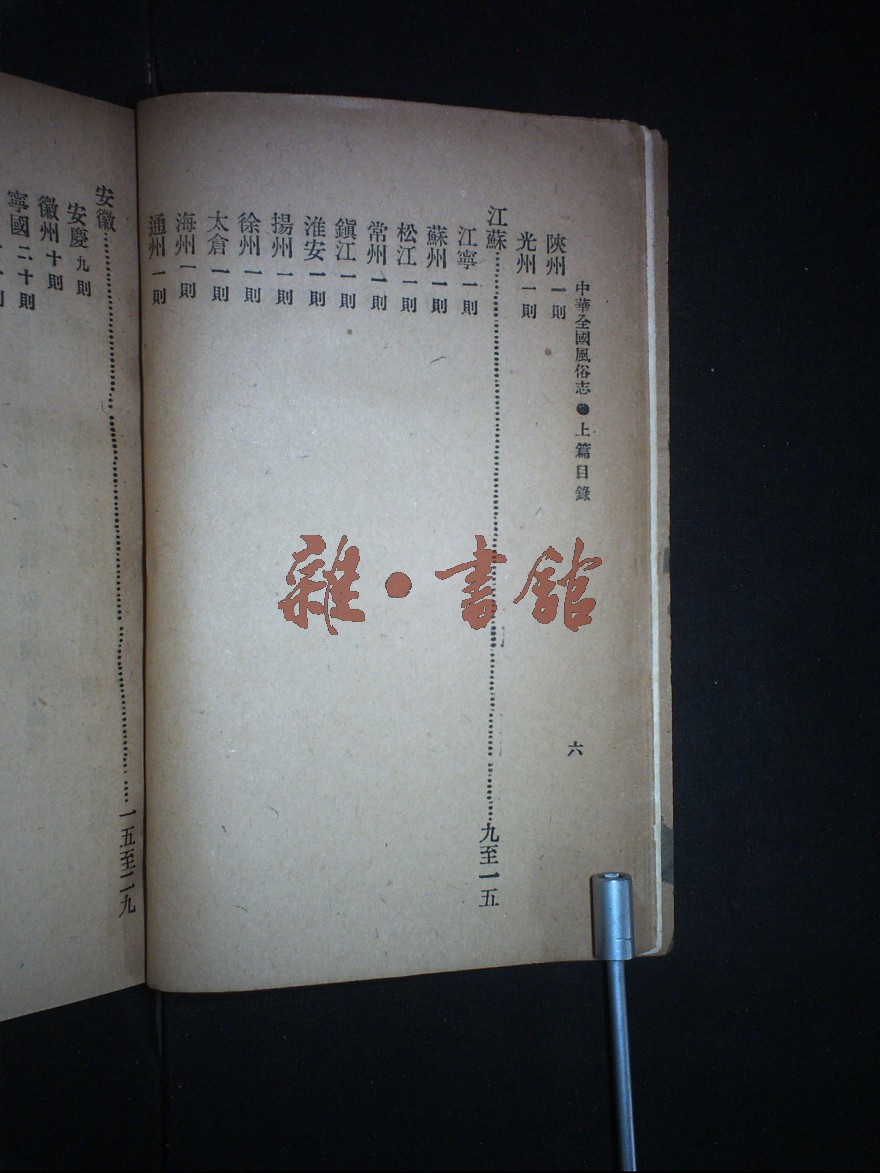 中華全國風俗志 ● 上篇目錄
六
陝州 一則
光州 一則
江蘇……九至一五
江寧 一則
蘇州 一則
松江 一則
常州 一則
鎮江 一則
淮安 一則
揚州 一則
徐州 一則
太倉 一則
海州 一則
通州 一則
安徽……一五至二九
安慶 九則
徽州 十則
寧國 二十則
雜·書館